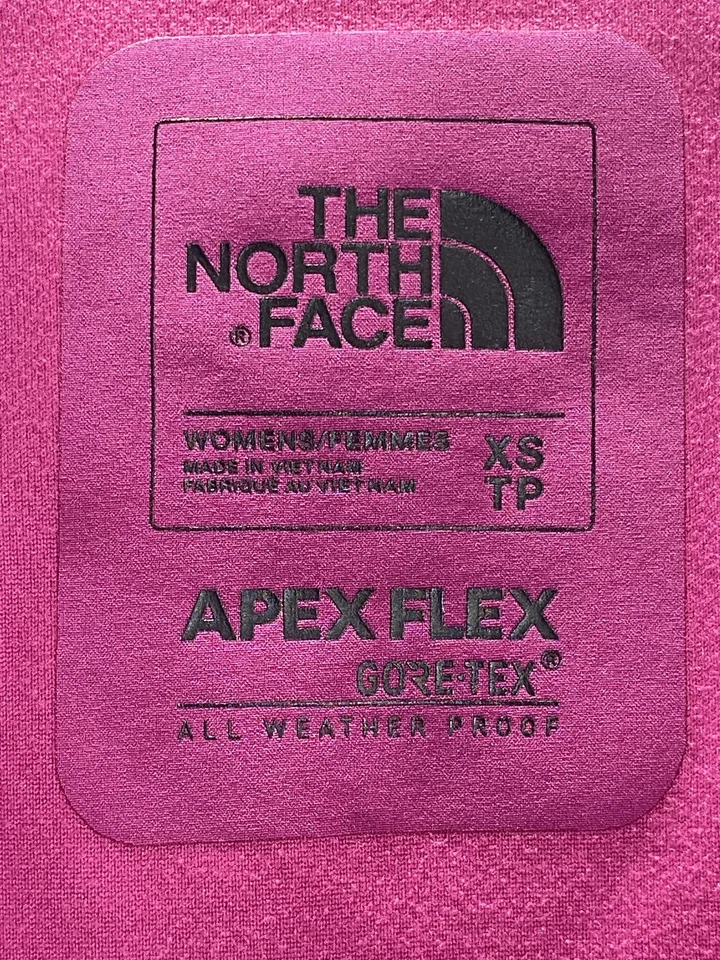 THE
NORTH
® FACE
WOMENS/FEMMES XS
MADE IN VIETNAM
FABRIQUÉ AU VIETNAM TP
APEX FLEX
GORE-TEX®
ALL WEATHER PROOF